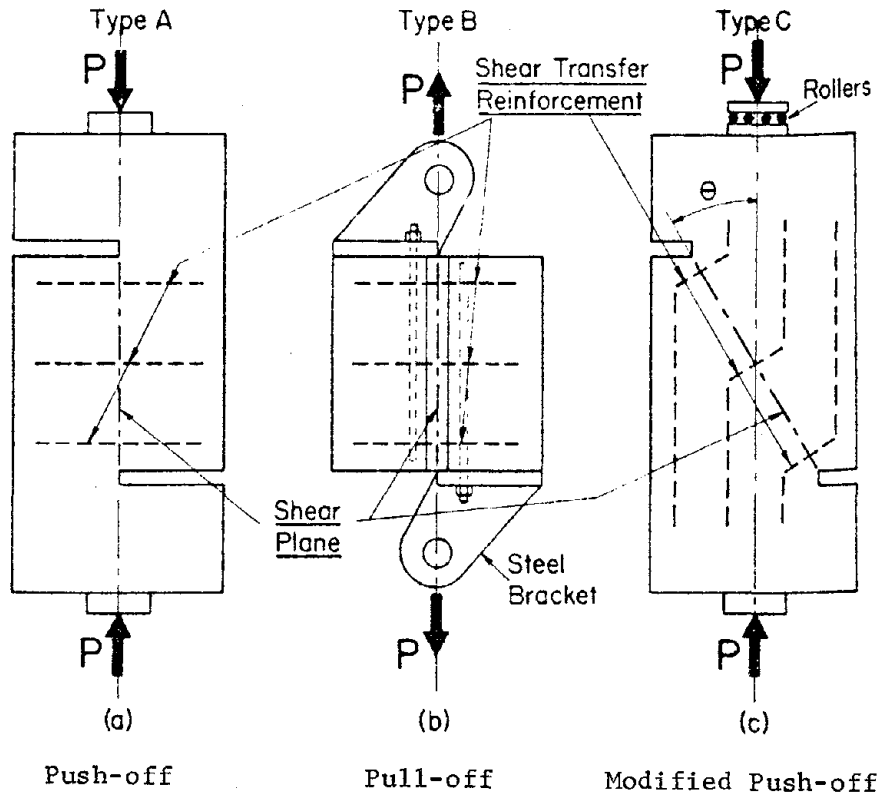 Type A
Type B
Type C
P
P
P
Shear Transfer
Reinforcement
Rollers
θ
Shear
Plane
Steel
Bracket
P
P
P
(a)
(b)
(c)
Push-off
Pull-off
Modified Push-off